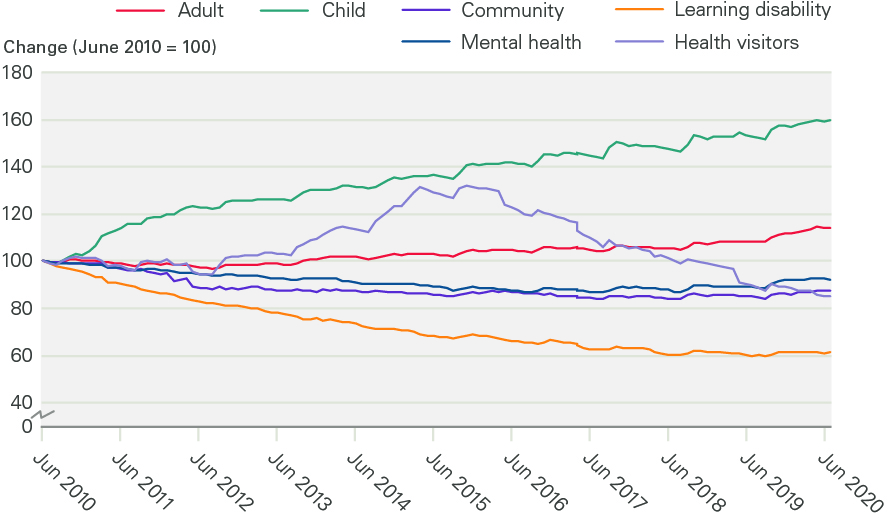 Adult Child Community Learning disability
Mental health Health visitors
Change (June 2010 = 100)
180
160
140
120
100
80
60
40
0
Jun 2010 Jun 2011 Jun 2012 Jun 2013 Jun 2014 Jun 2015 Jun 2016 Jun 2017 Jun 2018 Jun 2019 Jun 2020